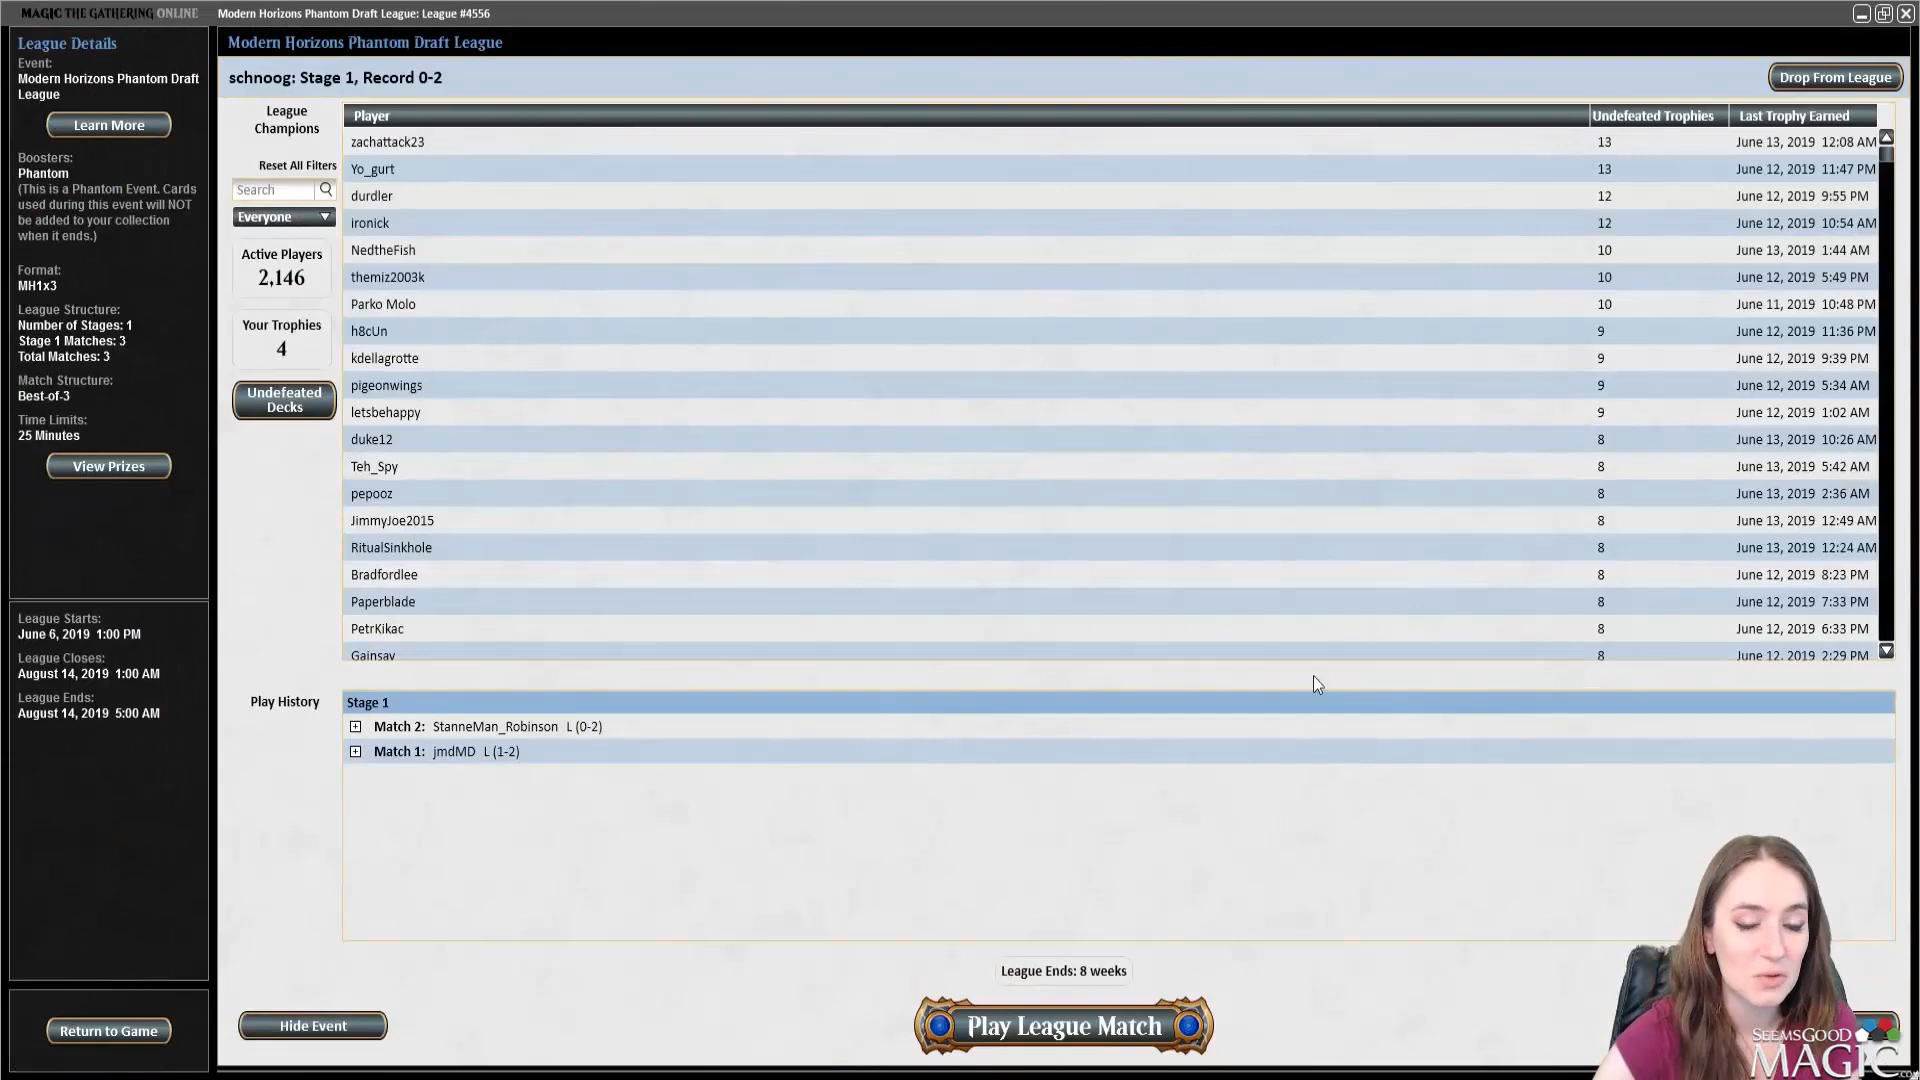 MAGIC THE GATHERING ONLINE
Modern Horizons Phantom Draft League: League #4556
League Details
Event:
Modern Horizons Phantom Draft
League
Learn More
Boosters:
Phantom
(This is a Phantom Event. Cards
used during this event will NOT
be added to your collection
when it ends.)
Format:
MH1x3
League Structure:
Number of Stages: 1
Stage 1 Matches: 3
Total Matches: 3
Match Structure:
Best-of-3
Time Limits:
25 Minutes
View Prizes
League Starts:
June 6, 2019 1:00 PM
League Closes:
August 14, 2019 1:00 AM
League Ends:
August 14, 2019 5:00 AM
Return to Game
Modern Horizons Phantom Draft League
schnoog: Stage 1, Record 0-2
Drop From League
League
Champions
Reset All Filters
Search
Everyone
Active Players
2,146
Your Trophies
4
Undefeated
Decks
Player Undefeated Trophies Last Trophy Earned
zachattack23 13 June 13, 2019 12:08 AM
Yo_gurt 13 June 12, 2019 11:47 PM
durdler 12 June 12, 2019 9:55 PM
ironick 12 June 12, 2019 10:54 AM
NedtheFish 10 June 13, 2019 1:44 AM
themiz2003k 10 June 12, 2019 5:49 PM
Parko Molo 10 June 11, 2019 10:48 PM
h8cUn 9 June 12, 2019 11:36 PM
kdellagrotte 9 June 12, 2019 9:39 PM
pigeonwings 9 June 12, 2019 5:34 AM
letsbehappy 9 June 12, 2019 1:02 AM
duke12 8 June 13, 2019 10:26 AM
Teh_Spy 8 June 13, 2019 5:42 AM
pepooz 8 June 13, 2019 2:36 AM
JimmyJoe2015 8 June 13, 2019 12:49 AM
RitualSinkhole 8 June 13, 2019 12:24 AM
Bradfordlee 8 June 12, 2019 8:23 PM
Paperblade 8 June 12, 2019 7:33 PM
PetrKikac 8 June 12, 2019 6:33 PM
Gainsay 8 June 12, 2019 2:29 PM
Play History
Stage 1
Match 2: StanneMan_Robinson L (0-2)
Match 1: jmdMD L (1-2)
League Ends: 8 weeks
Hide Event
Play League Match
SEEMSGOOD
MAGIC.COM